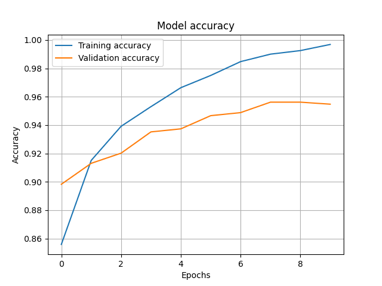 Model accuracy
1.00
Training accuracy
Validation accuracy
0.98
0.96
0.94
0.92
0.90
0.88
0.86
Accuracy
0
2
4
6
8
Epochs